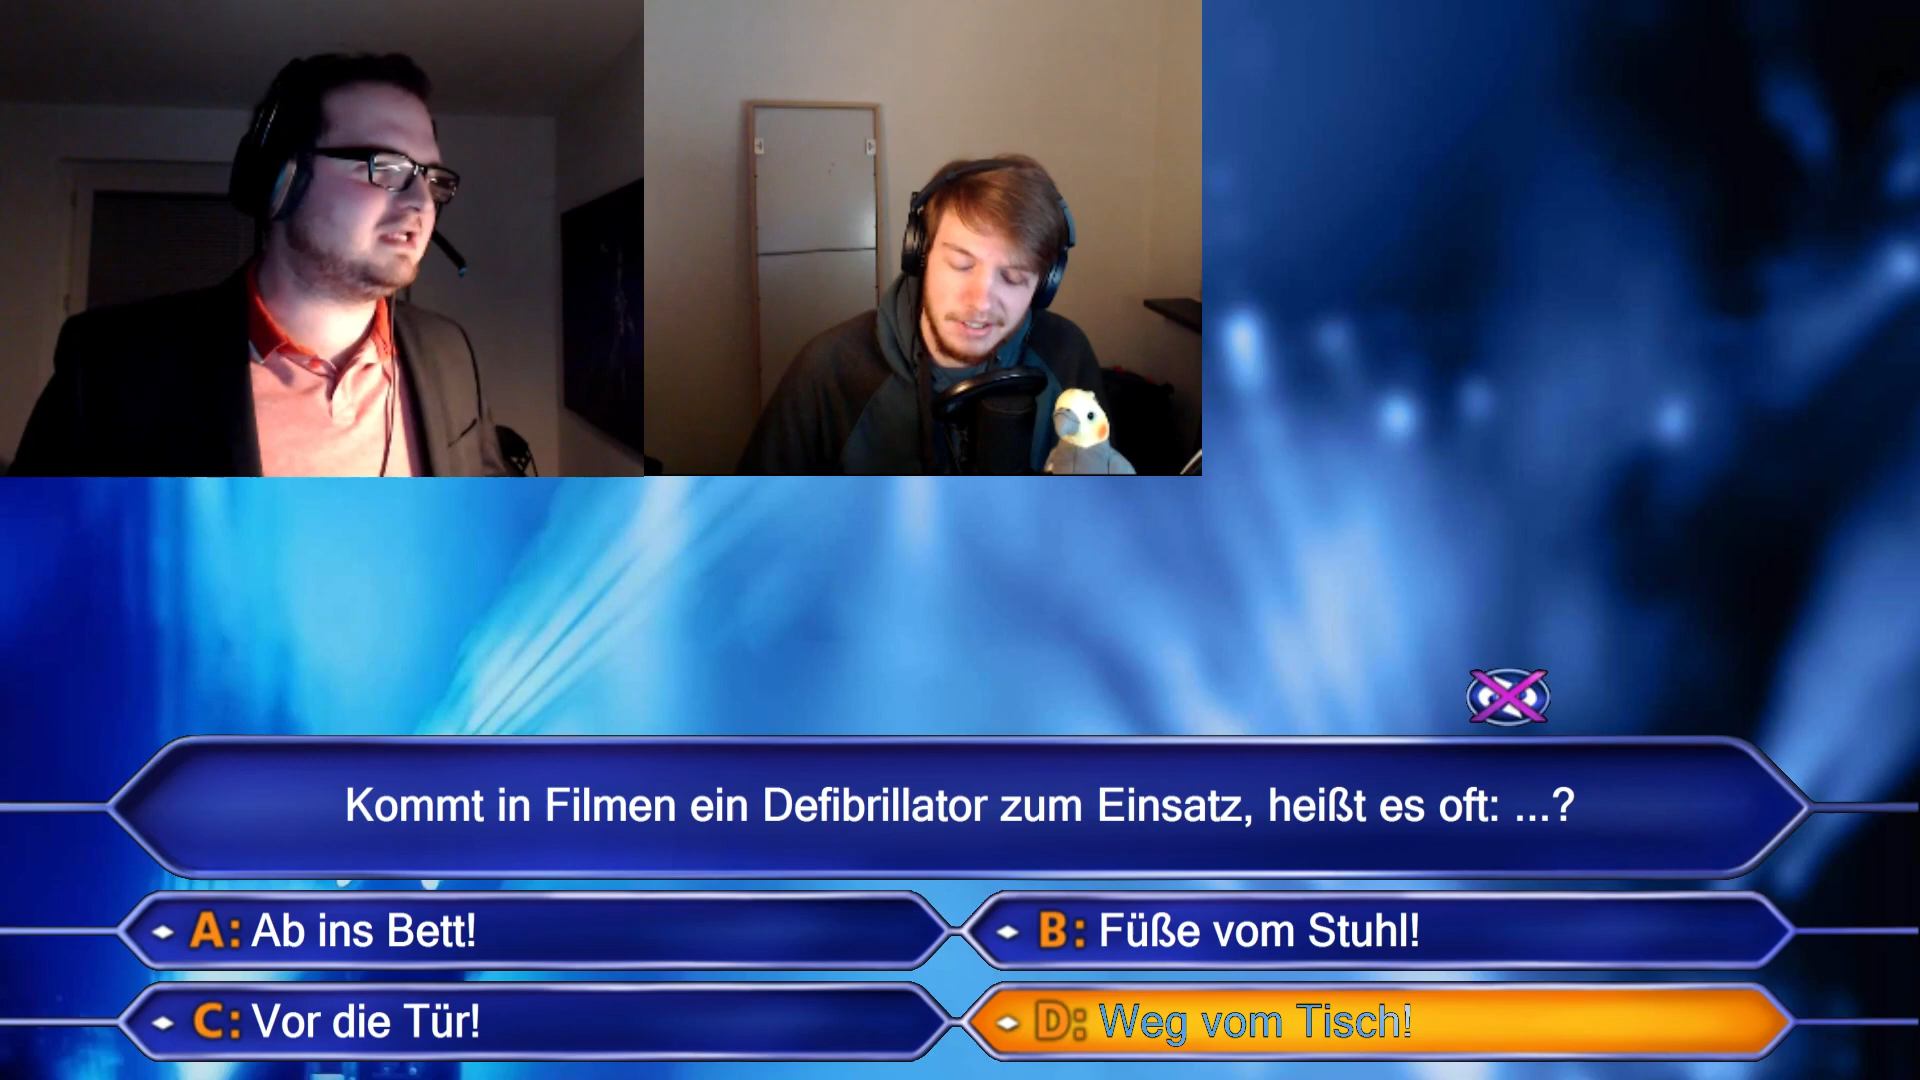 Kommt in Filmen ein Defibrillator zum Einsatz, heißt es oft: ...?
A: Ab ins Bett!
B: Füße vom Stuhl!
C: Vor die Tür!
D: Weg vom Tisch!